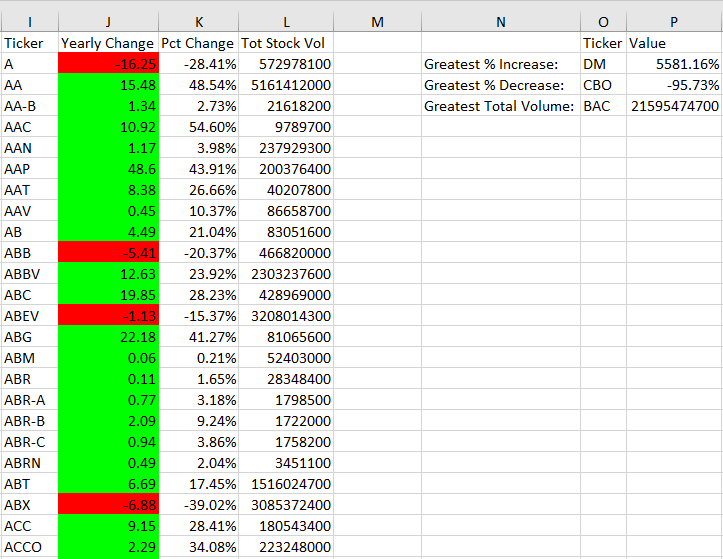 I J K L M N O P
Ticker Yearly Change Pct Change Tot Stock Vol Ticker Value
A -16.25 -28.41% 572978100 Greatest % Increase: DM 5581.16%
AA 15.48 48.54% 5161412000 Greatest % Decrease: CBO -95.73%
AA-B 1.34 2.73% 21618200 Greatest Total Volume: BAC 21595474700
AAC 10.92 54.60% 9789700
AAN 1.17 3.98% 237929300
AAP 48.6 43.91% 200376400
AAT 8.38 26.66% 40207800
AAV 0.45 10.37% 86658700
AB 4.49 21.04% 83051600
ABB -5.41 -20.37% 466820000
ABBV 12.63 23.92% 2303237600
ABC 19.85 28.23% 428969000
ABEV -1.13 -15.37% 3208014300
ABG 22.18 41.27% 81065600
ABM 0.06 0.21% 52403000
ABR 0.11 1.65% 28348400
ABR-A 0.77 3.18% 1798500
ABR-B 2.09 9.24% 1722000
ABR-C 0.94 3.86% 1758200
ABRN 0.49 2.04% 3451100
ABT 6.69 17.45% 1516024700
ABX -6.88 -39.02% 3085372400
ACC 9.15 28.41% 180543400
ACCO 2.29 34.08% 223248000